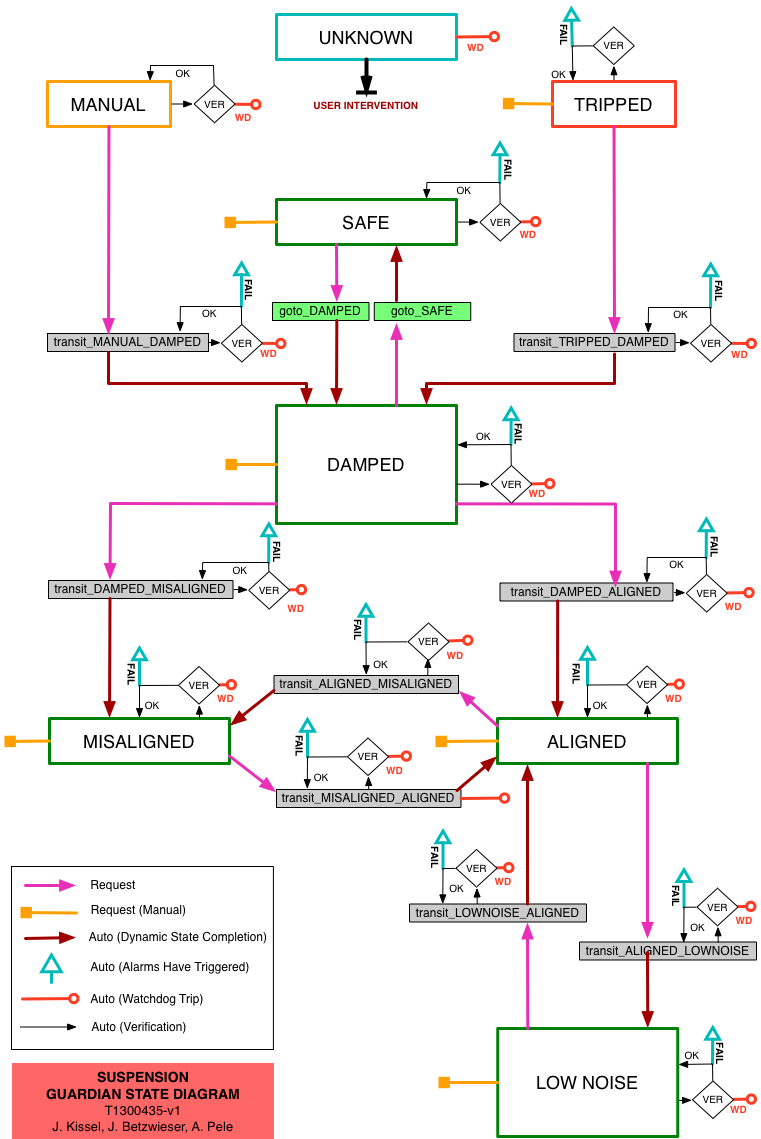 UNKNOWN
WD
USER INTERVENTION
FAIL
VER
OK
TRIPPED
OK
MANUAL
VER
WD
FAIL
OK
SAFE
VER
WD
goto_DAMPED
goto_SAFE
FAIL
OK
transit_MANUAL_DAMPED
VER
WD
FAIL
OK
transit_TRIPPED_DAMPED
VER
WD
FAIL
OK
DAMPED
VER
WD
FAIL
OK
transit_DAMPED_MISALIGNED
VER
WD
FAIL
OK
transit_DAMPED_ALIGNED
VER
WD
FAIL
VER
WD
OK
transit_ALIGNED_MISALIGNED
FAIL
VER
WD
OK
MISALIGNED
FAIL
VER
WD
OK
ALIGNED
FAIL
VER
WD
OK
transit_MISALIGNED_ALIGNED
FAIL
VER
WD
OK
transit_LOWNOISE_ALIGNED
FAIL
VER
WD
OK
transit_ALIGNED_LOWNOISE
FAIL
OK
LOW NOISE
VER
WD
Request
Request (Manual)
Auto (Dynamic State Completion)
Auto (Alarms Have Triggered)
Auto (Watchdog Trip)
Auto (Verification)
SUSPENSION
GUARDIAN STATE DIAGRAM
T1300435-v1
J. Kissel, J. Betzwieser, A. Pele